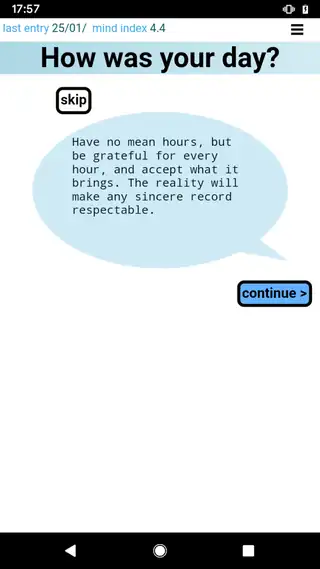 17:57
last entry 25/01/ mind index 4.4
How was your day?
skip
Have no mean hours, but
be grateful for every
hour, and accept what it
brings. The reality will
make any sincere record
respectable.
continue >